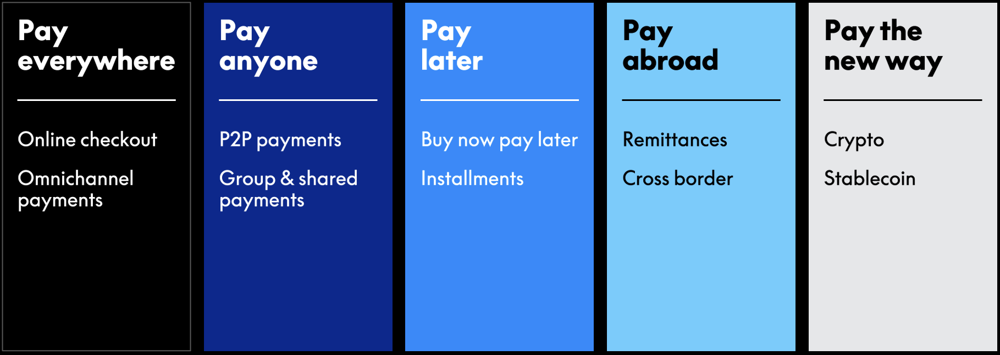 Pay
everywhere
Online checkout
Omnichannel
payments
Pay
anyone
P2P payments
Group & shared
payments
Pay
later
Buy now pay later
Installments
Pay
abroad
Remittances
Cross border
Pay the
new way
Crypto
Stablecoin